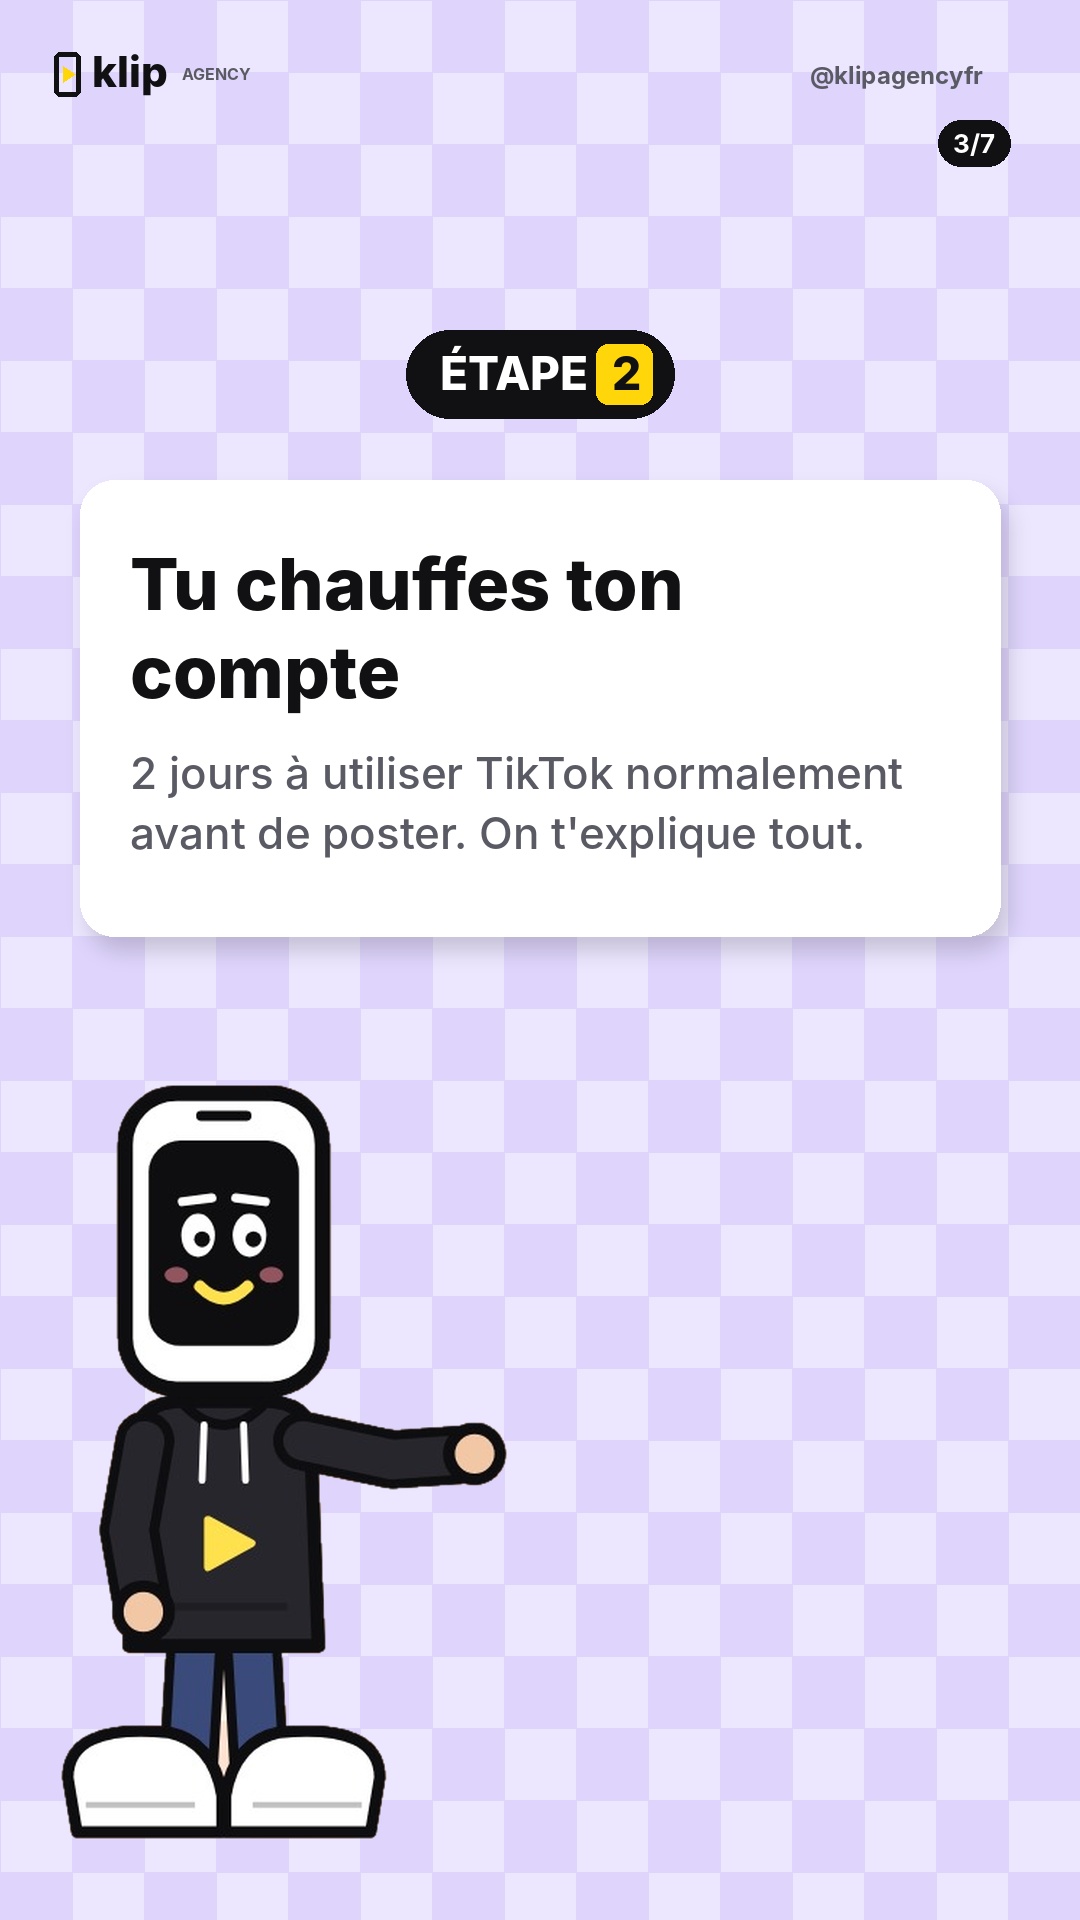 klip AGENCY
@klipagencyfr
3/7
ÉTAPE 2
Tu chauffes ton
compte
2 jours à utiliser TikTok normalement
avant de poster. On t'explique tout.